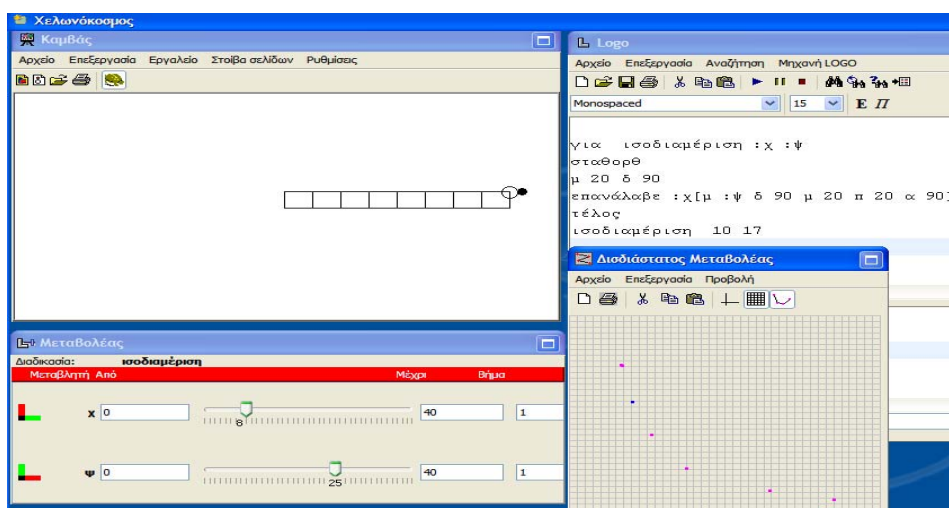 Χελωνόκοσμος
Καμβάς
Αρχείο Επεξεργασία Εργαλείο Στοίβα σελίδων Ρυθμίσεις
Logo
Αρχείο Επεξεργασία Αναζήτηση Μηχανή LOGO
Monospaced 15 Ε Π
για ισοδιαμέριση :χ :ψ
σταθορθ
μ 20 δ 90
επανάλαβε :χ[μ :ψ δ 90 μ 20 π 20 α 90]
τέλος
ισοδιαμέριση 10 17
Δισδιάστατος Μεταβολέας
Αρχείο Επεξεργασία Προβολή
Μεταβολέας
Διαδικασία: ισοδιαμέριση
Μεταβλητή Από Μέχρι Βήμα
χ 0 8 40 1
ψ 0 25 40 1